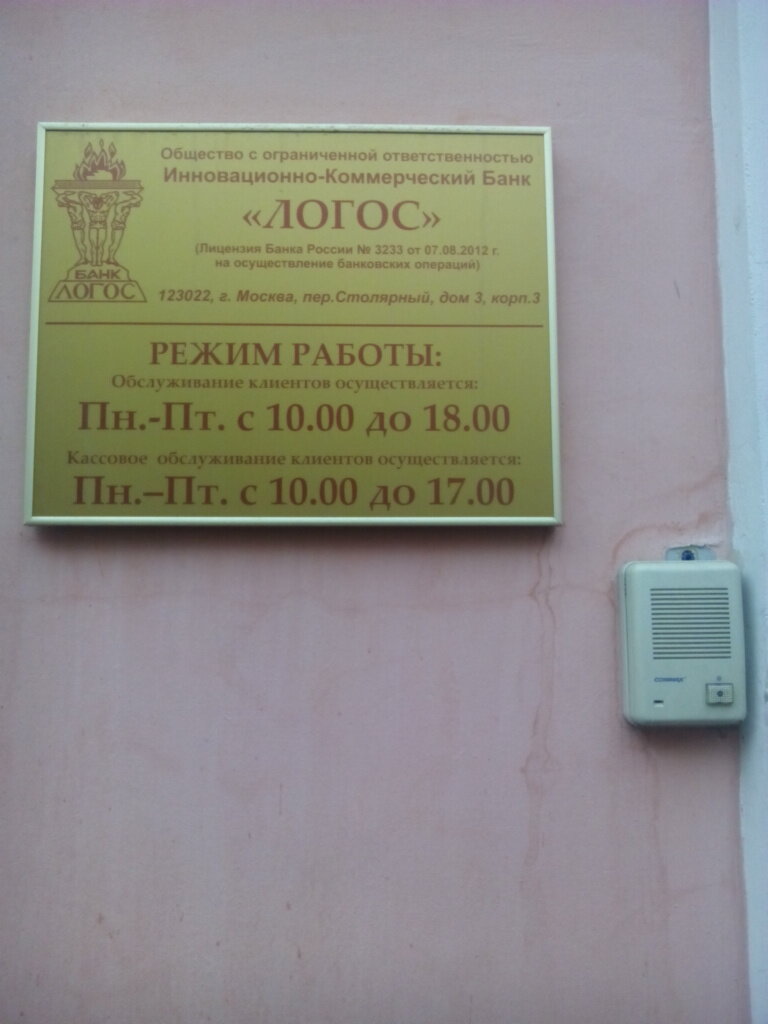 Общество с ограниченной ответственностью
Инновационно-Коммерческий Банк
«ЛОГОС»
(Лицензия Банка России № 3233 от 07.08.2012 г.
на осуществление банковских операций)
123022, г. Москва, пер.Столярный, дом 3, корп.3
БАНК
ЛОГОС
РЕЖИМ РАБОТЫ:
Обслуживание клиентов осуществляется:
Пн.-Пт. с 10.00 до 18.00
Кассовое обслуживание клиентов осуществляется:
Пн.–Пт. с 10.00 до 17.00
COMMAX